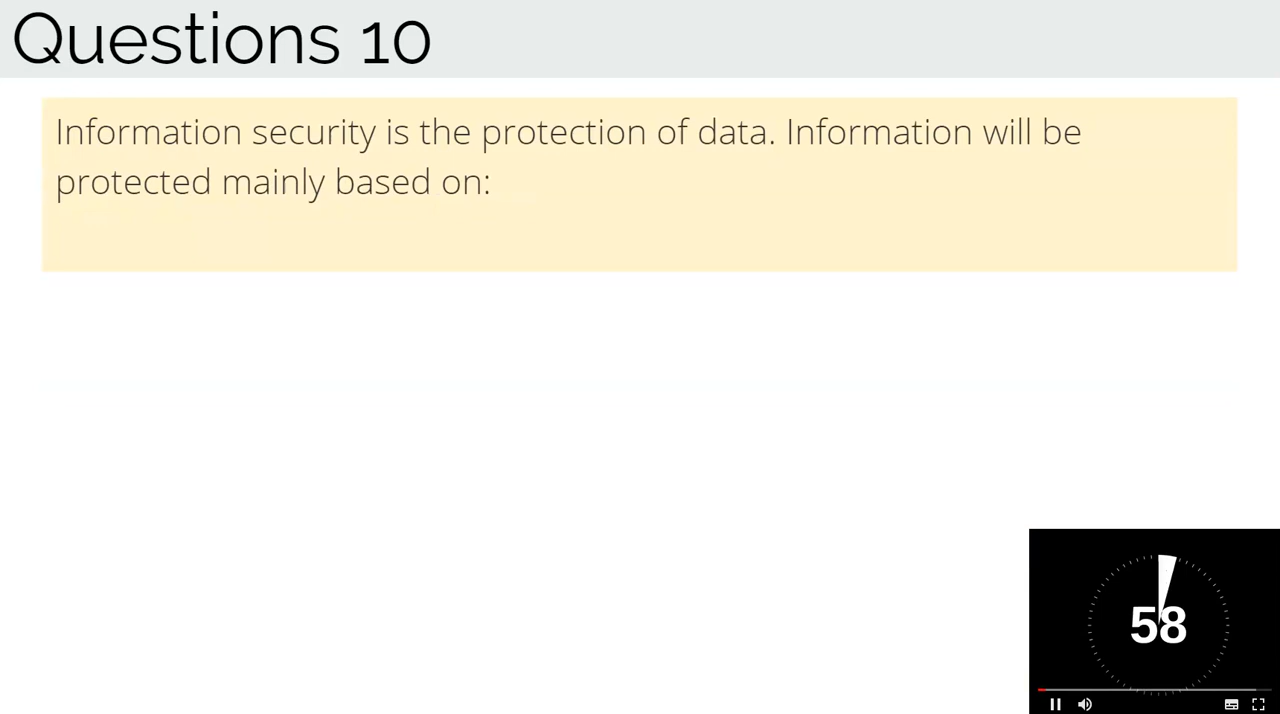 Questions 10
Information security is the protection of data. Information will be
protected mainly based on:
58